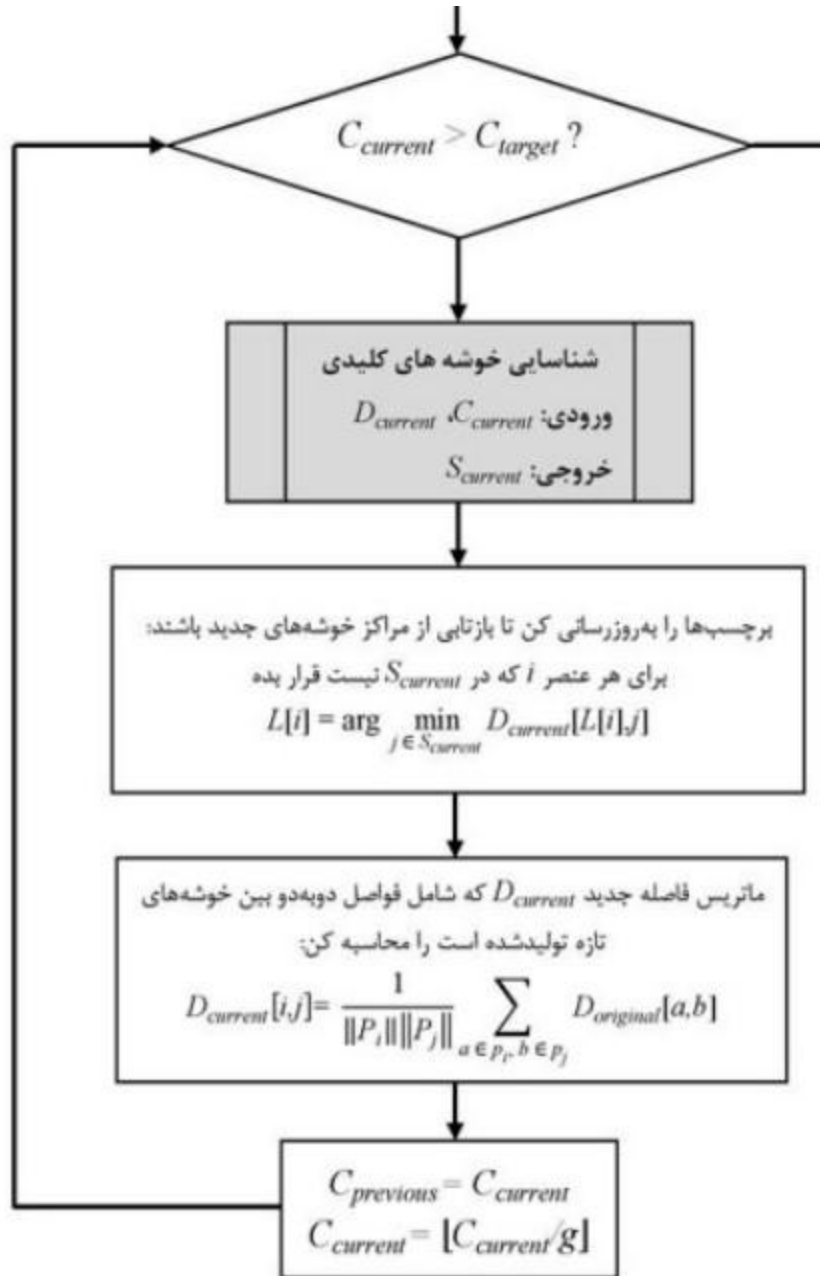 C_current > C_target ?
شناسایی خوشه های کلیدی
ورودی: D_current ،C_current
خروجی: S_current
برچسب‌ها را به‌روزرسانی کن تا بازتابی از مراکز خوشه‌های جدید باشند:
برای هر عنصر i که در S_current نیست قرار بده
L[i] = arg min_{j ∈ S_current} D_current[L[i],j]
ماتریس فاصله جدید D_current که شامل فواصل دوبه‌دو بین خوشه‌های
تازه تولیدشده است را محاسبه کن:
D_current[i,j]= 1/(‖P_i‖‖P_j‖) ∑_{a ∈ p_i, b ∈ p_j} D_original[a,b]
C_previous = C_current
C_current = ⌊C_current/g⌋